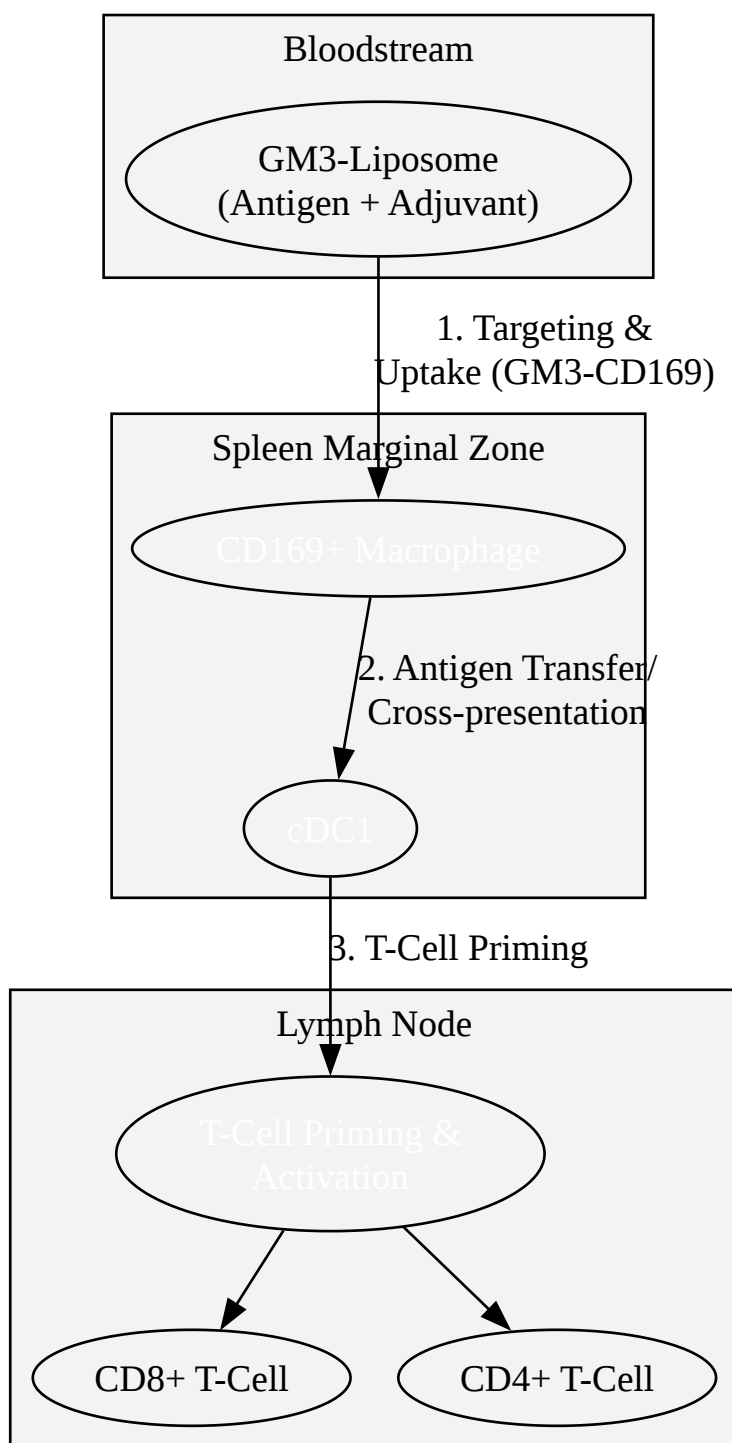 Bloodstream
GM3-Liposome
(Antigen + Adjuvant)
1. Targeting &
Uptake (GM3-CD169)
Spleen Marginal Zone
CD169+ Macrophage
2. Antigen Transfer/
Cross-presentation
cDC1
3. T-Cell Priming
Lymph Node
T-Cell Priming &
Activation
CD8+ T-Cell
CD4+ T-Cell